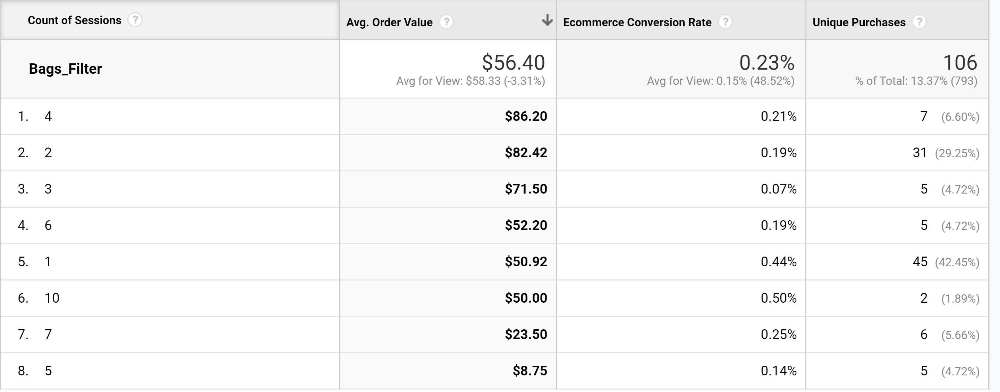 Count of Sessions ? Avg. Order Value ? ↓ Ecommerce Conversion Rate ? Unique Purchases ?
Bags_Filter $56.40 0.23% 106
Avg for View: $58.33 (-3.31%) Avg for View: 0.15% (48.52%) % of Total: 13.37% (793)
1. 4 $86.20 0.21% 7 (6.60%)
2. 2 $82.42 0.19% 31 (29.25%)
3. 3 $71.50 0.07% 5 (4.72%)
4. 6 $52.20 0.19% 5 (4.72%)
5. 1 $50.92 0.44% 45 (42.45%)
6. 10 $50.00 0.50% 2 (1.89%)
7. 7 $23.50 0.25% 6 (5.66%)
8. 5 $8.75 0.14% 5 (4.72%)